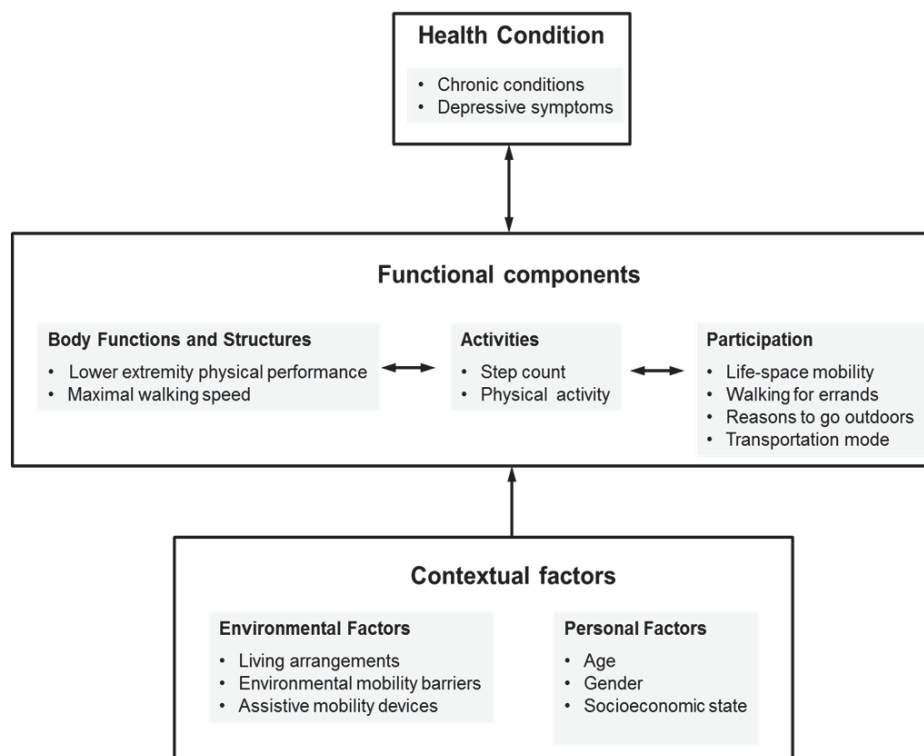 Health Condition
• Chronic conditions
• Depressive symptoms
Functional components
Body Functions and Structures
• Lower extremity physical performance
• Maximal walking speed
Activities
• Step count
• Physical activity
Participation
• Life-space mobility
• Walking for errands
• Reasons to go outdoors
• Transportation mode
Contextual factors
Environmental Factors
• Living arrangements
• Environmental mobility barriers
• Assistive mobility devices
Personal Factors
• Age
• Gender
• Socioeconomic state